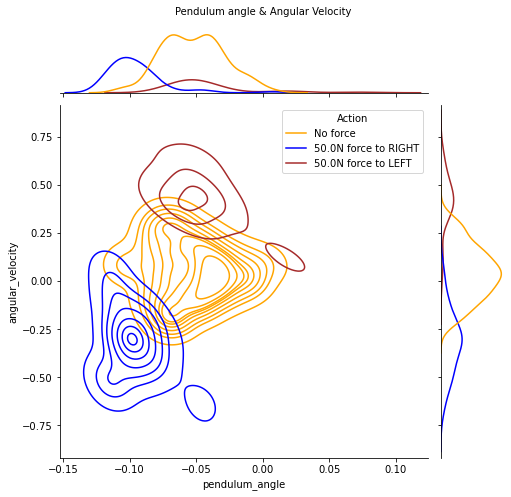 Pendulum angle & Angular Velocity
Action
No force
50.0N force to RIGHT
50.0N force to LEFT
0.75
0.50
0.25
0.00
−0.25
−0.50
−0.75
angular_velocity
−0.15
−0.10
−0.05
0.00
0.05
0.10
pendulum_angle